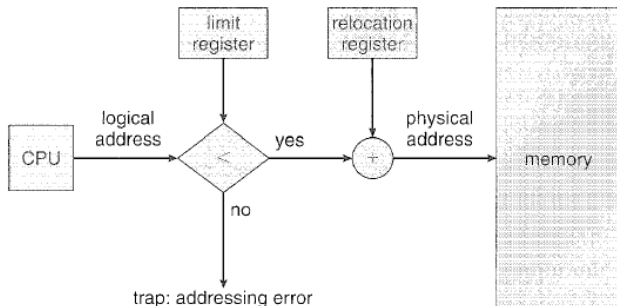 limit
register
relocation
register
logical
address
physical
address
CPU
<
yes
+
memory
no
trap: addressing error